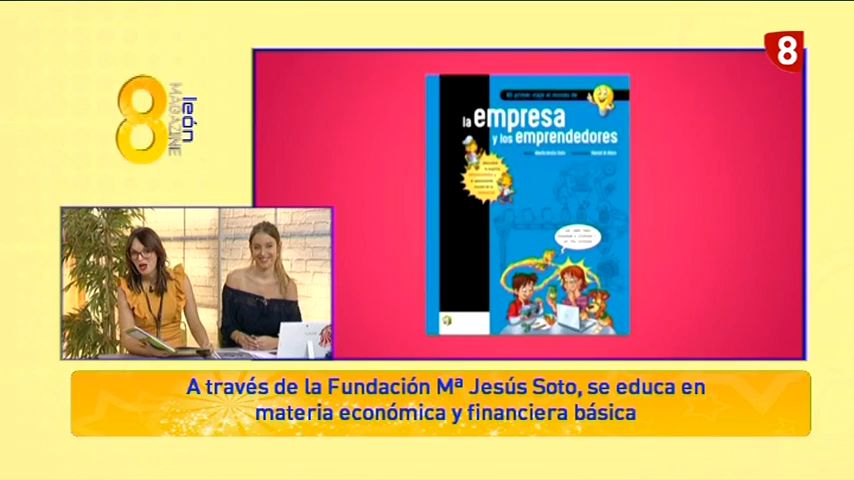 8
8
león
MAGAZINE
Mi primer viaje al mundo de
la empresa
y los emprendedores
A través de la Fundación Mª Jesús Soto, se educa en
materia económica y financiera básica